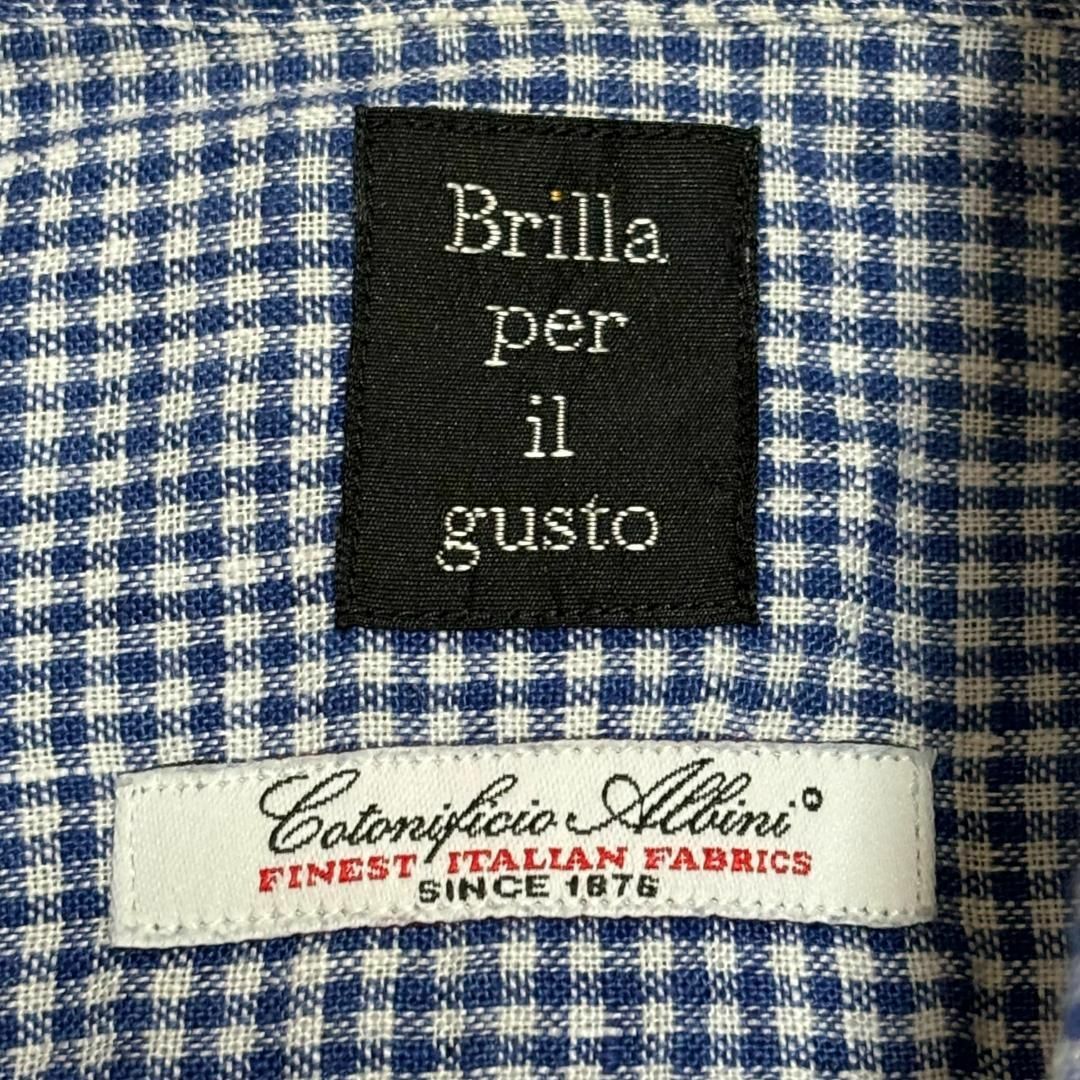 Brilla
per
il
gusto
Cotonificio Albini
FINEST ITALIAN FABRICS
SINCE 1876